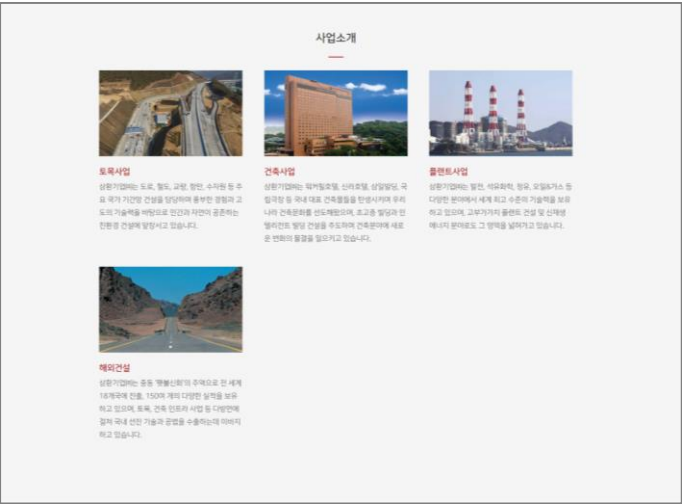 사업소개
토목사업
삼환기업㈜는 도로, 철도, 교량, 항만, 수자원 등 주
요 국가 기간망 건설을 담당하며 풍부한 경험과 고
도의 기술력을 바탕으로 인간과 자연이 공존하는
친환경 건설에 앞장서고 있습니다.
건축사업
삼환기업㈜는 워커힐호텔, 신라호텔, 삼일빌딩, 국
립극장 등 국내 대표 건축물들을 탄생시키며 우리
나라 건축문화를 선도해왔으며, 초고층 빌딩과 인
텔리전트 빌딩 건설을 주도하며 건축분야에 새로
운 변화의 물결을 일으키고 있습니다.
플랜트사업
삼환기업㈜는 발전, 석유화학, 정유, 오일&가스 등
다양한 분야에서 세계 최고 수준의 기술력을 보유
하고 있으며, 고부가가치 플랜트 건설 및 신재생
에너지 분야로도 그 영역을 넓혀가고 있습니다.
해외건설
삼환기업㈜는 중동 '횃불신화'의 주역으로 전 세계
18개국에 진출, 150여 개의 다양한 실적을 보유
하고 있으며, 토목, 건축 인프라 사업 등 다방면에
걸쳐 국내 선진 기술과 공법을 수출하는데 이바지
하고 있습니다.